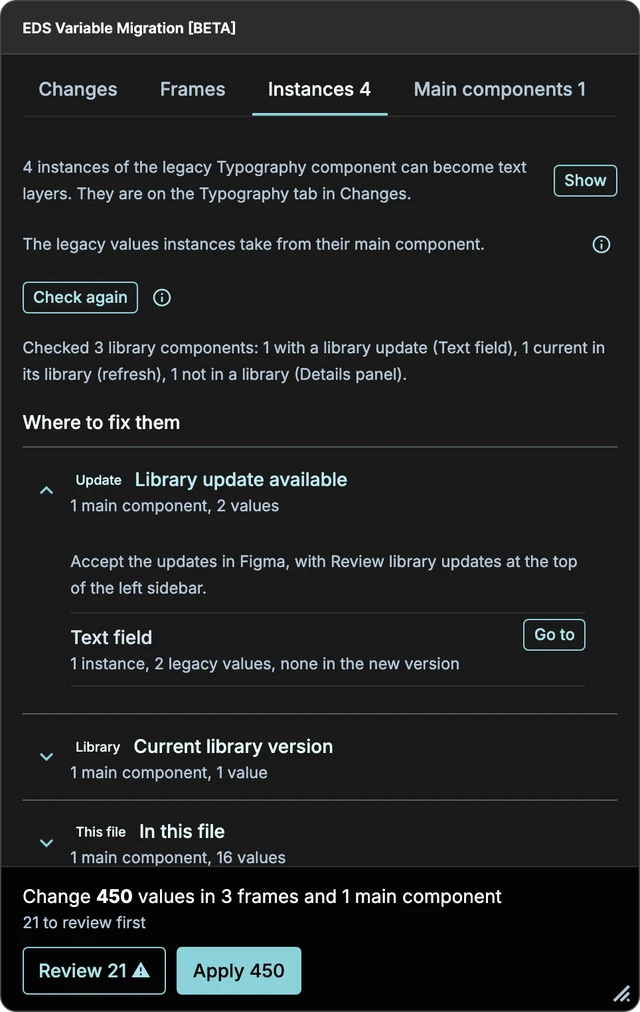 EDS Variable Migration [BETA]
Changes Frames Instances 4 Main components 1
4 instances of the legacy Typography component can become text
layers. They are on the Typography tab in Changes.
Show
The legacy values instances take from their main component.
Check again
Checked 3 library components: 1 with a library update (Text field), 1 current in
its library (refresh), 1 not in a library (Details panel).
Where to fix them
Update Library update available
1 main component, 2 values
Accept the updates in Figma, with Review library updates at the top
of the left sidebar.
Text field
Go to
1 instance, 2 legacy values, none in the new version
Library Current library version
1 main component, 1 value
This file In this file
1 main component, 16 values
Change 450 values in 3 frames and 1 main component
21 to review first
Review 21 Apply 450